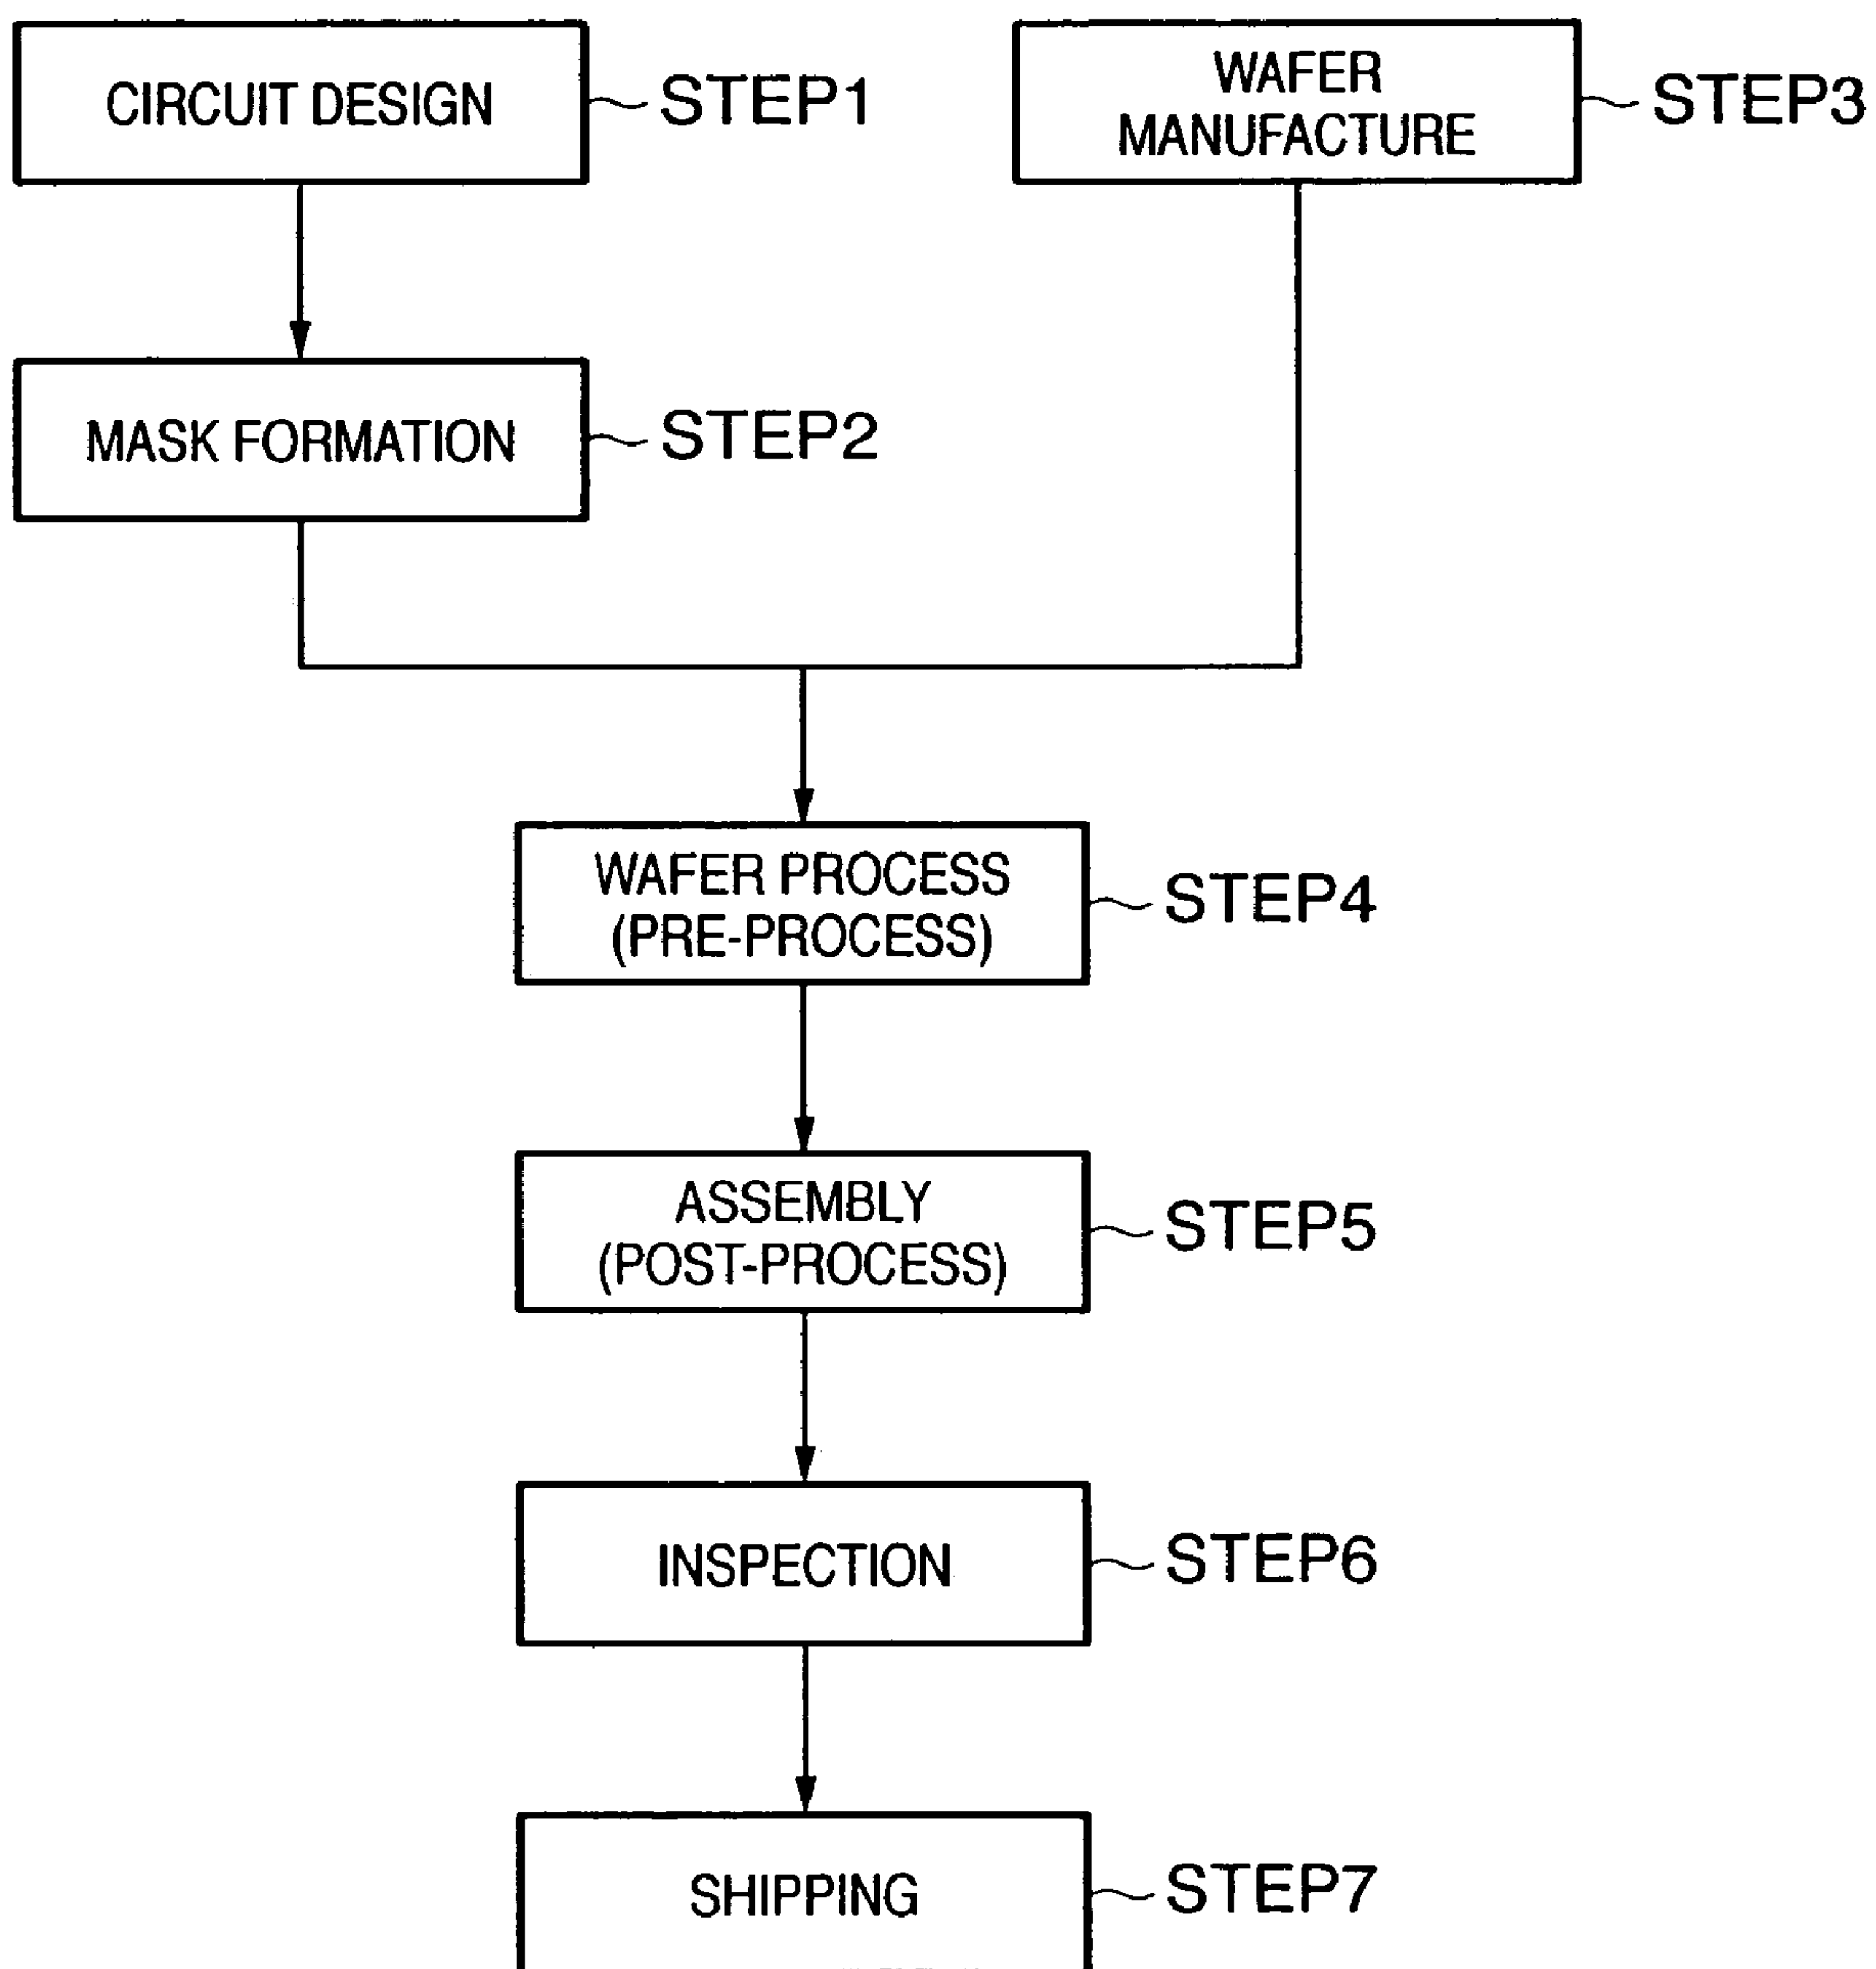 CIRCUIT DESIGN
STEP1
WAFER
MANUFACTURE
STEP3
MASK FORMATION
STEP2
WAFER PROCESS
(PRE-PROCESS)
STEP4
ASSEMBLY
(POST-PROCESS)
STEP5
INSPECTION
STEP6
SHIPPING
STEP7